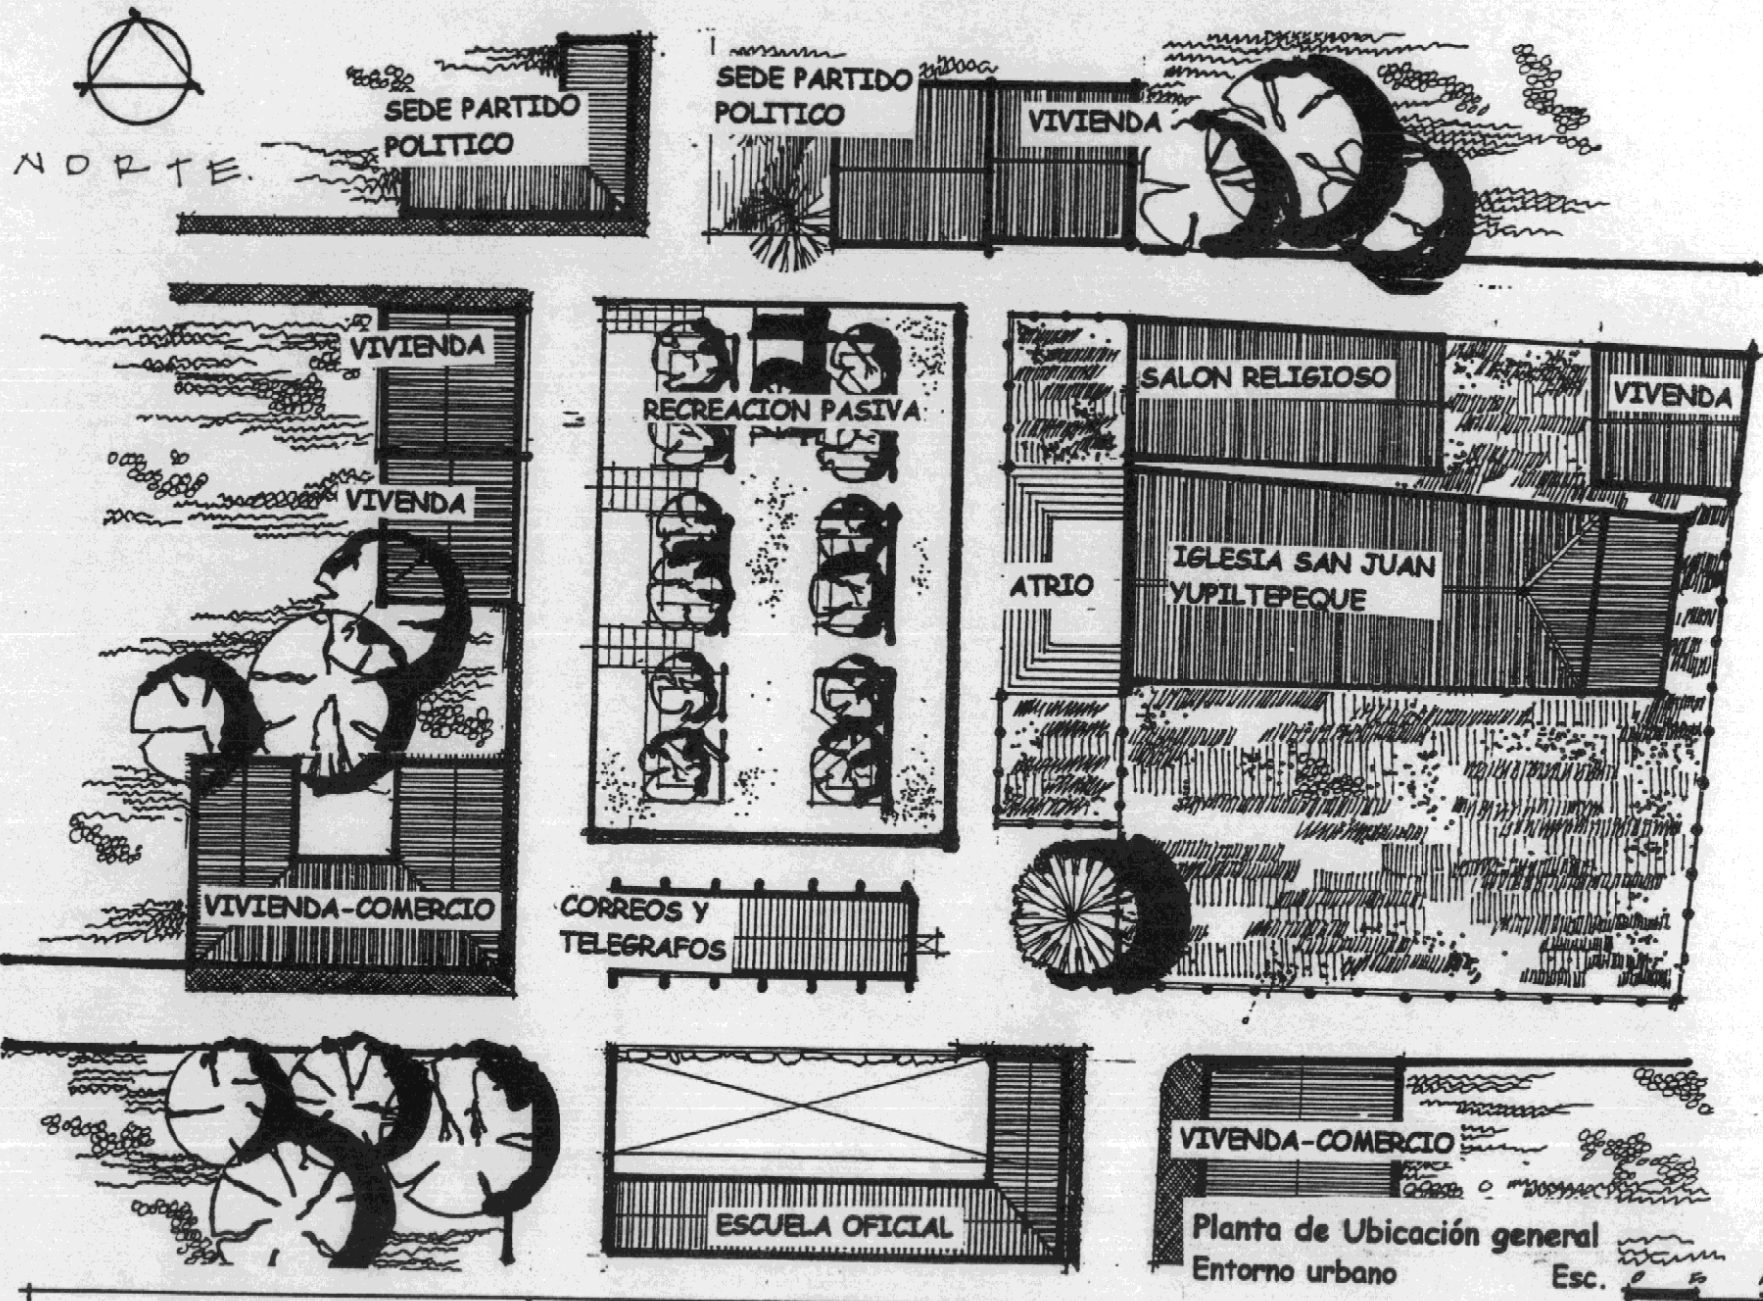 SEDE PARTIDO
POLITICO
SEDE PARTIDO
POLITICO
VIVIENDA
NORTE.
VIVIENDA
RECREACION PASIVA
SALON RELIGIOSO
VIVENDA
VIVENDA
ATRIO
IGLESIA SAN JUAN
YUPILTEPEQUE
VIVIENDA-COMERCIO
CORREOS Y
TELEGRAFOS
VIVENDA-COMERCIO
ESCUELA OFICIAL
Planta de Ubicación general
Entorno urbano
Esc.